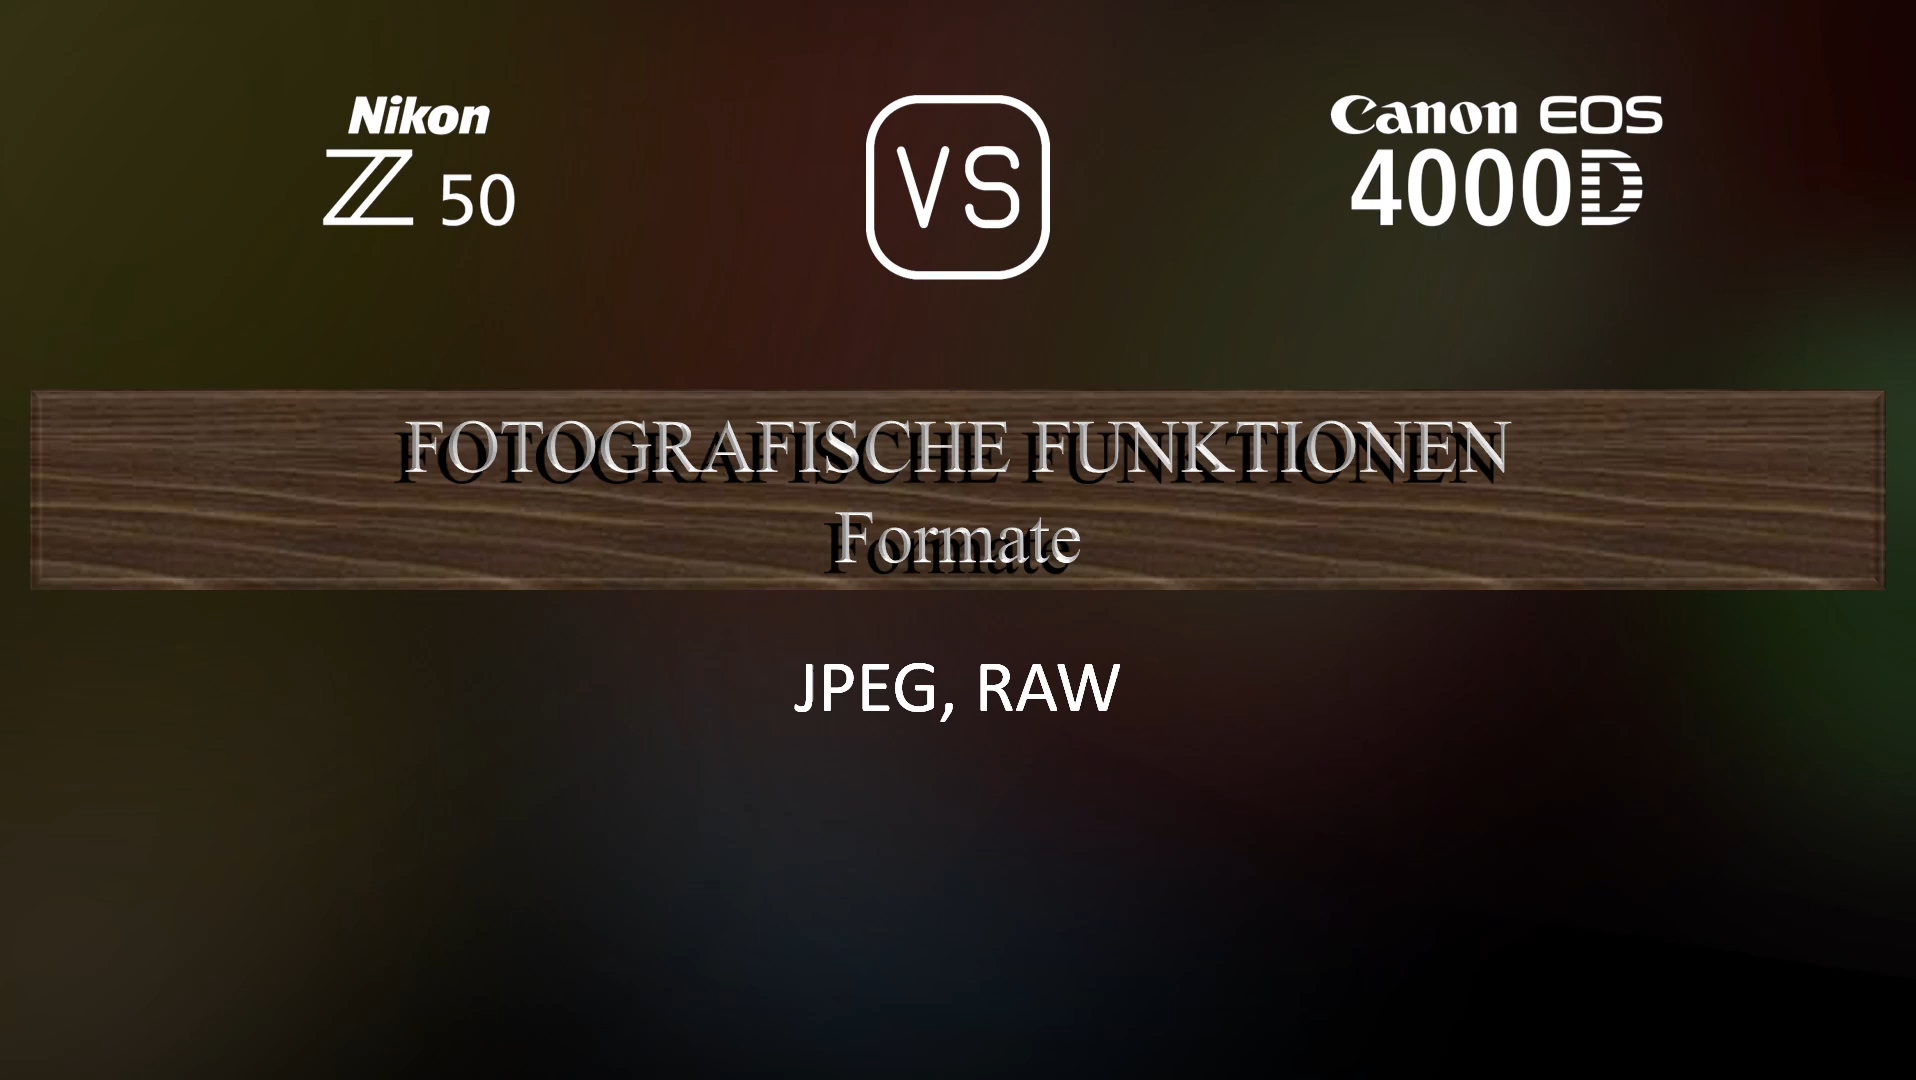 Nikon
Z 50
VS
Canon EOS
4000D
FOTOGRAFISCHE FUNKTIONEN
Formate
JPEG, RAW